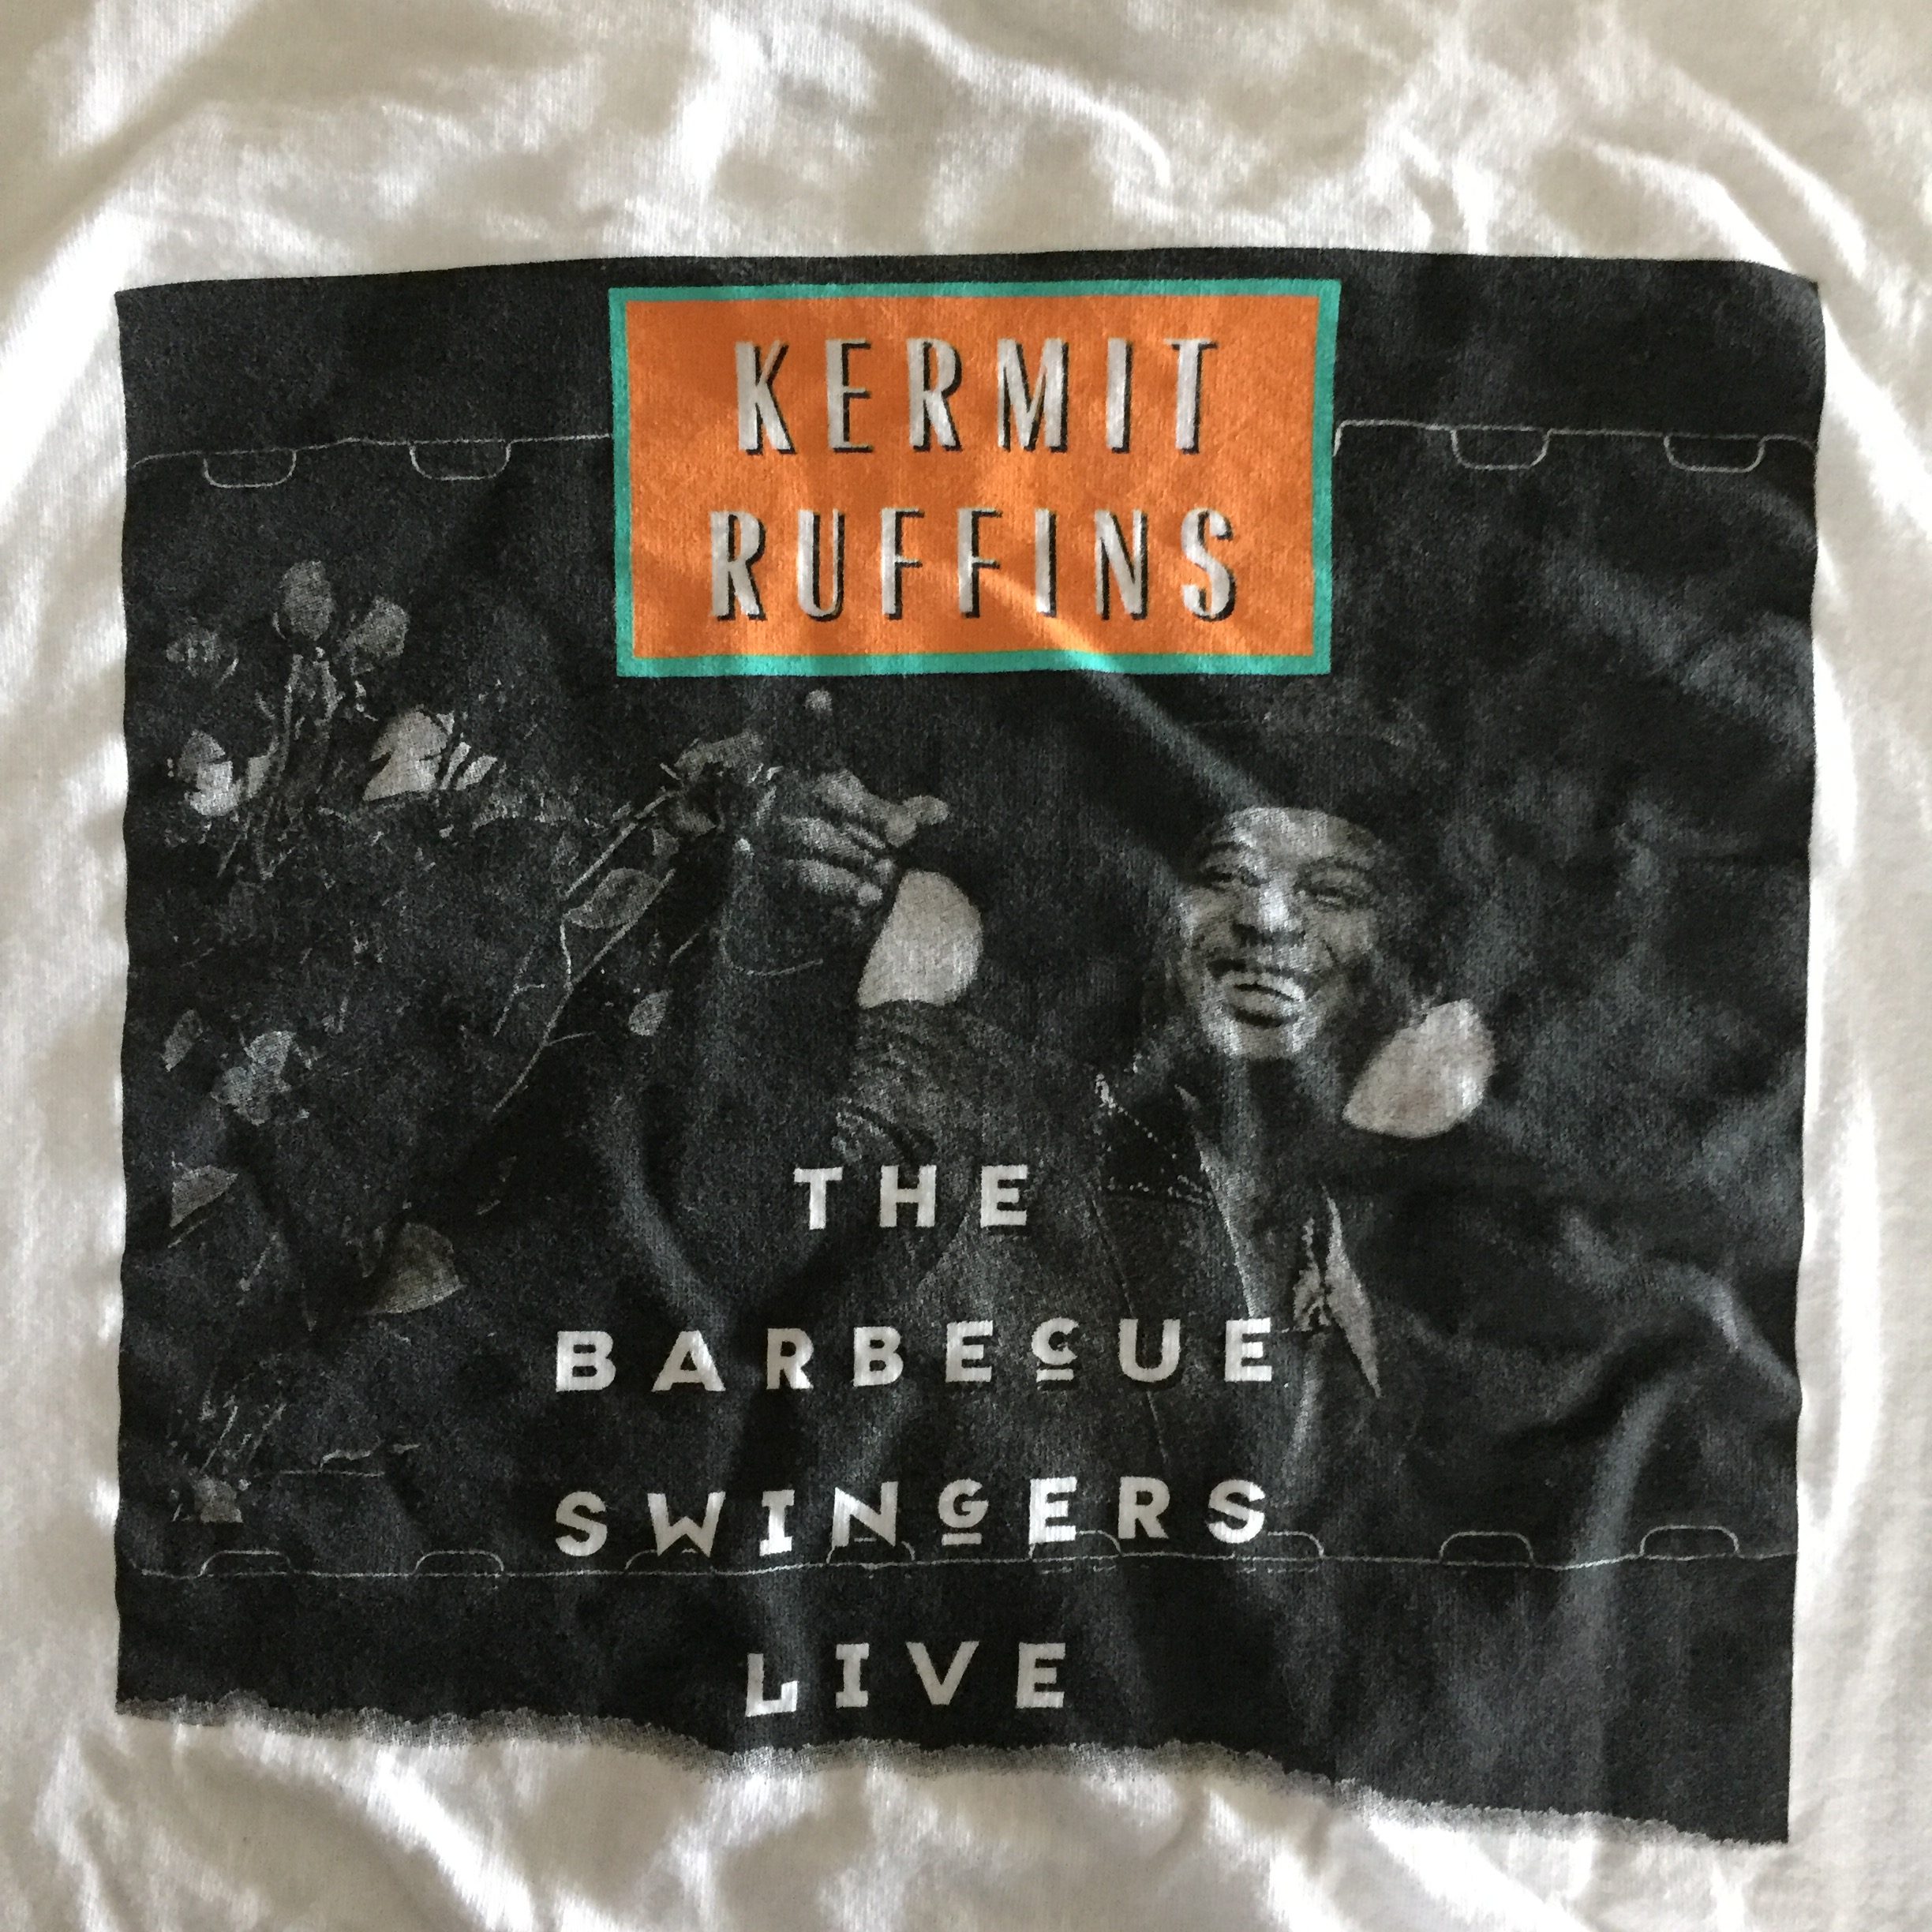 KERMIT
RUFFINS
THE
BARBECUE
SWINGERS
LIVE